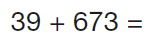 39 + 673 =